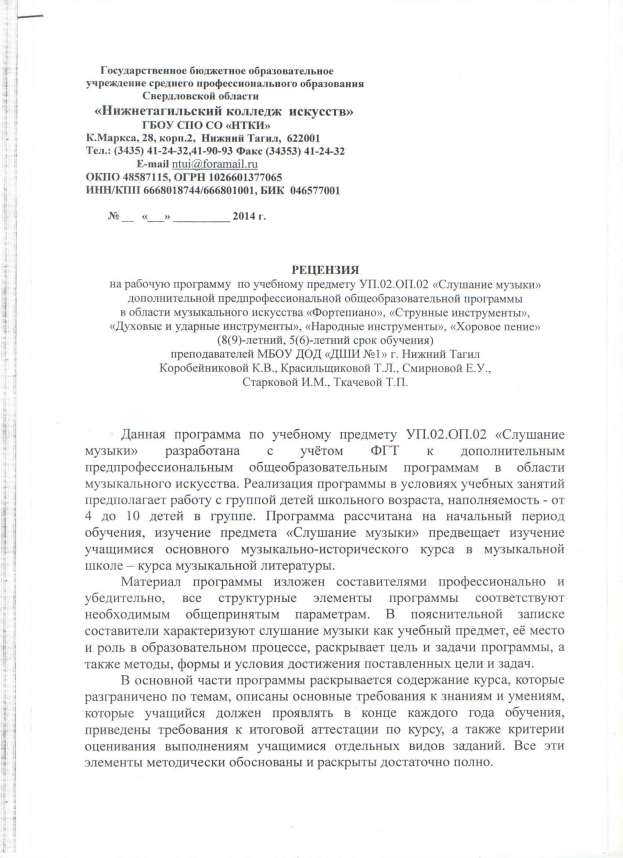 Государственное бюджетное образовательное
учреждение среднего профессионального образования
Свердловской области
«Нижнетагильский колледж искусств»
ГБОУ СПО СО «НТКИ»
К.Маркса, 28, корп.2, Нижний Тагил, 622001
Тел.: (3435) 41-24-32,41-90-93 Факс (34353) 41-24-32
E-mail ntui@foramail.ru
ОКПО 48587115, ОГРН 1026601377065
ИНН/КПП 6668018744/666801001, БИК 046577001
№ __ «___» __________ 2014 г.
РЕЦЕНЗИЯ
на рабочую программу по учебному предмету УП.02.ОП.02 «Слушание музыки»
дополнительной предпрофессиональной общеобразовательной программы
в области музыкального искусства «Фортепиано», «Струнные инструменты»,
«Духовые и ударные инструменты», «Народные инструменты», «Хоровое пение»
(8(9)-летний, 5(6)-летний срок обучения)
преподавателей МБОУ ДОД «ДШИ №1» г. Нижний Тагил
Коробейниковой К.В., Красильщиковой Т.Л., Смирновой Е.У.,
Старковой И.М., Ткачевой Т.П.
Данная программа по учебному предмету УП.02.ОП.02 «Слушание
музыки» разработана с учётом ФГТ к дополнительным
предпрофессиональным общеобразовательным программам в области
музыкального искусства. Реализация программы в условиях учебных занятий
предполагает работу с группой детей школьного возраста, наполняемость - от
4 до 10 детей в группе. Программа рассчитана на начальный период
обучения, изучение предмета «Слушание музыки» предвещает изучение
учащимися основного музыкально-исторического курса в музыкальной
школе – курса музыкальной литературы.
Материал программы изложен составителями профессионально и
убедительно, все структурные элементы программы соответствуют
необходимым общепринятым параметрам. В пояснительной записке
составители характеризуют слушание музыки как учебный предмет, её место
и роль в образовательном процессе, раскрывает цель и задачи программы, а
также методы, формы и условия достижения поставленных цели и задач.
В основной части программы раскрывается содержание курса, которые
разграничено по темам, описаны основные требования к знаниям и умениям,
которые учащийся должен проявлять в конце каждого года обучения,
приведены требования к итоговой аттестации по курсу, а также критерии
оценивания выполнениям учащимися отдельных видов заданий. Все эти
элементы методически обоснованы и раскрыты достаточно полно.